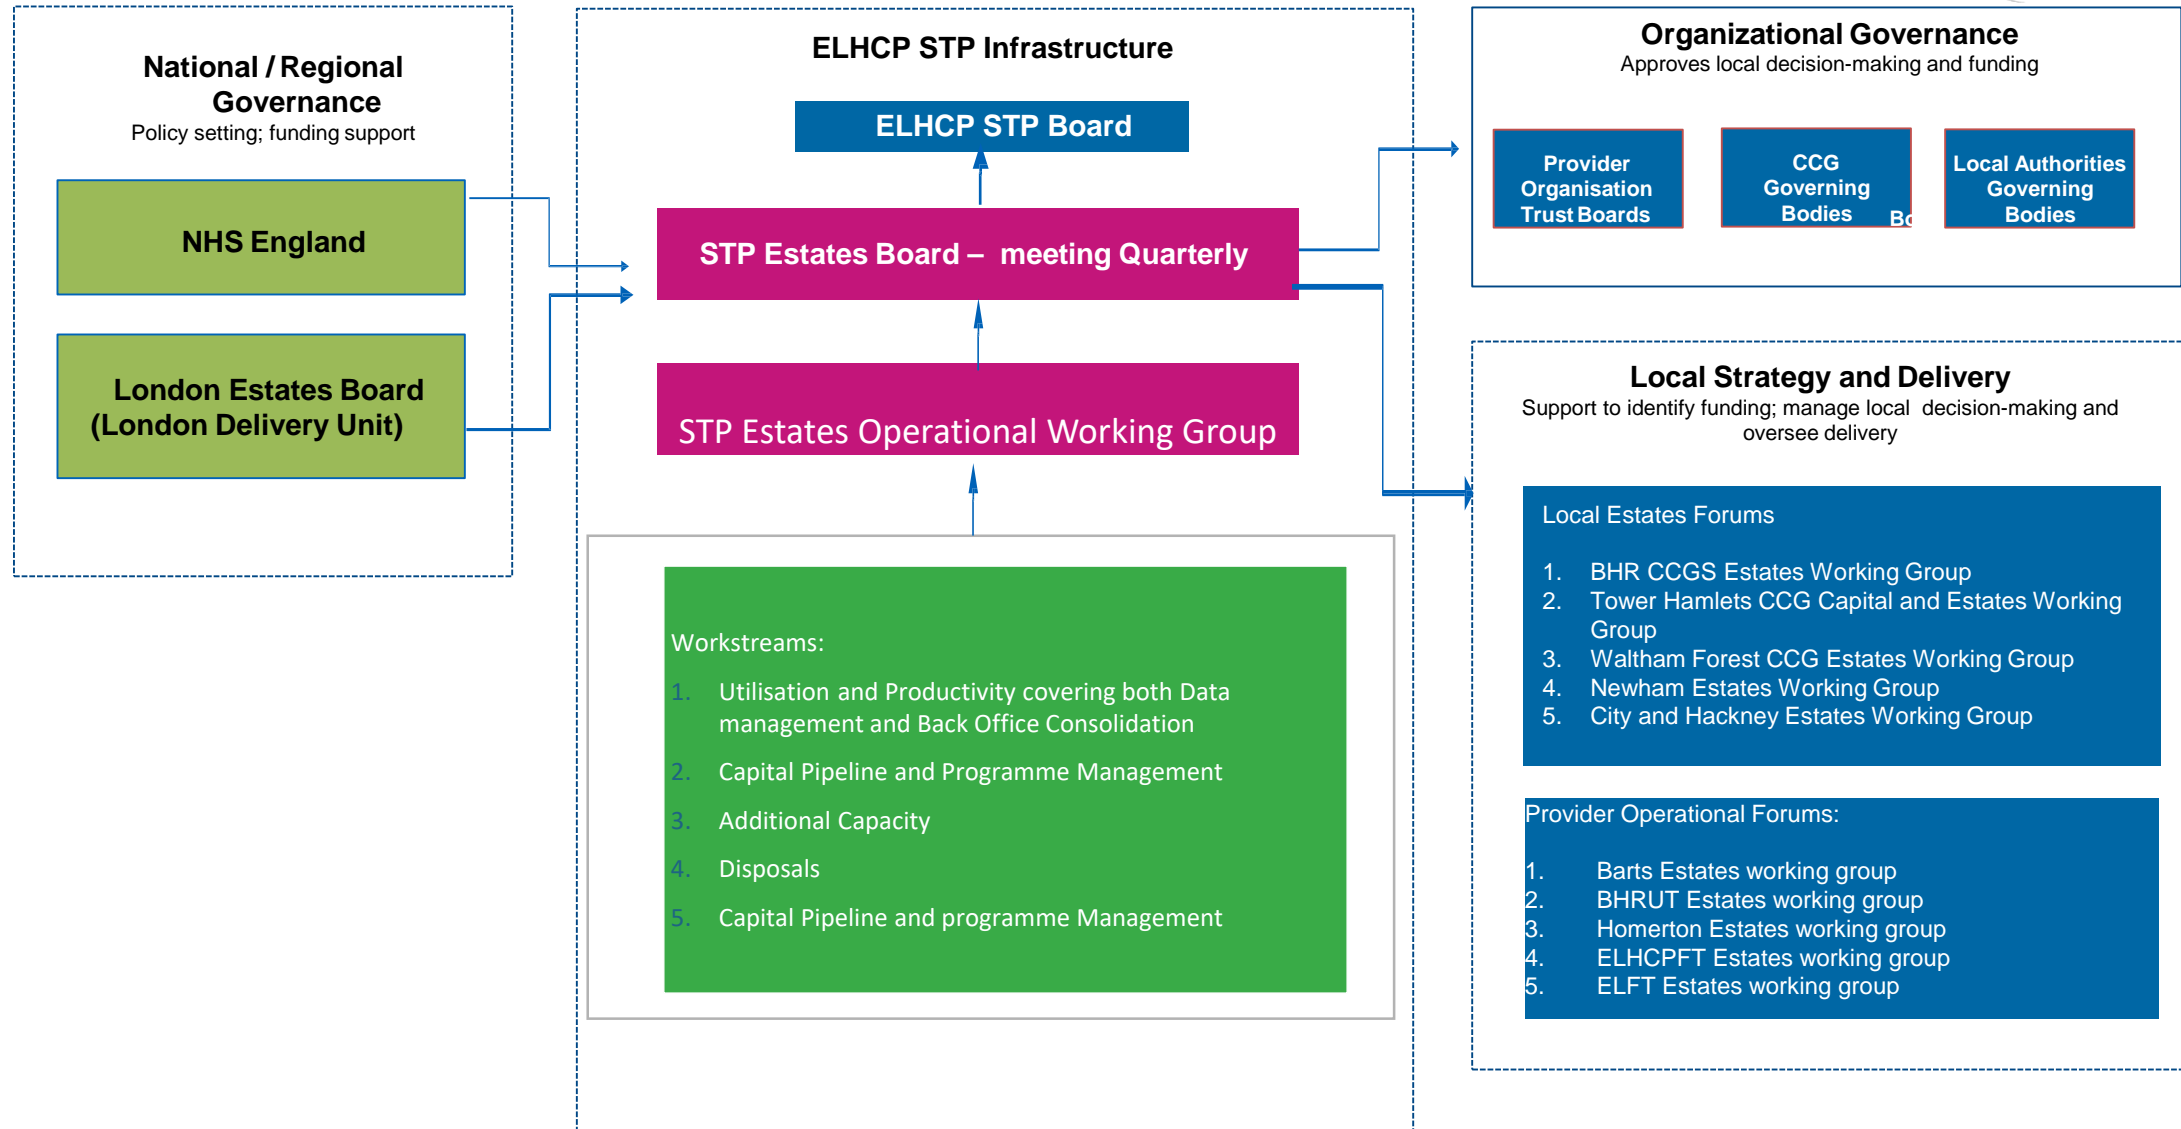 National / Regional
Governance
Policy setting; funding support
NHS England
London Estates Board
(London Delivery Unit)
ELHCP STP Infrastructure
ELHCP STP Board
STP Estates Board – meeting Quarterly
STP Estates Operational Working Group
Workstreams:
1. Utilisation and Productivity covering both Data
management and Back Office Consolidation
2. Capital Pipeline and Programme Management
3. Additional Capacity
4. Disposals
5. Capital Pipeline and programme Management
Organizational Governance
Approves local decision-making and funding
Provider
Organisation
Trust Boards
CCG
Governing
Bodies
Bo
Local Authorities
Governing
Bodies
Local Strategy and Delivery
Support to identify funding; manage local decision-making and
oversee delivery
Local Estates Forums
1. BHR CCGS Estates Working Group
2. Tower Hamlets CCG Capital and Estates Working
Group
3. Waltham Forest CCG Estates Working Group
4. Newham Estates Working Group
5. City and Hackney Estates Working Group
Provider Operational Forums:
1. Barts Estates working group
2. BHRUT Estates working group
3. Homerton Estates working group
4. ELHCPFT Estates working group
5. ELFT Estates working group